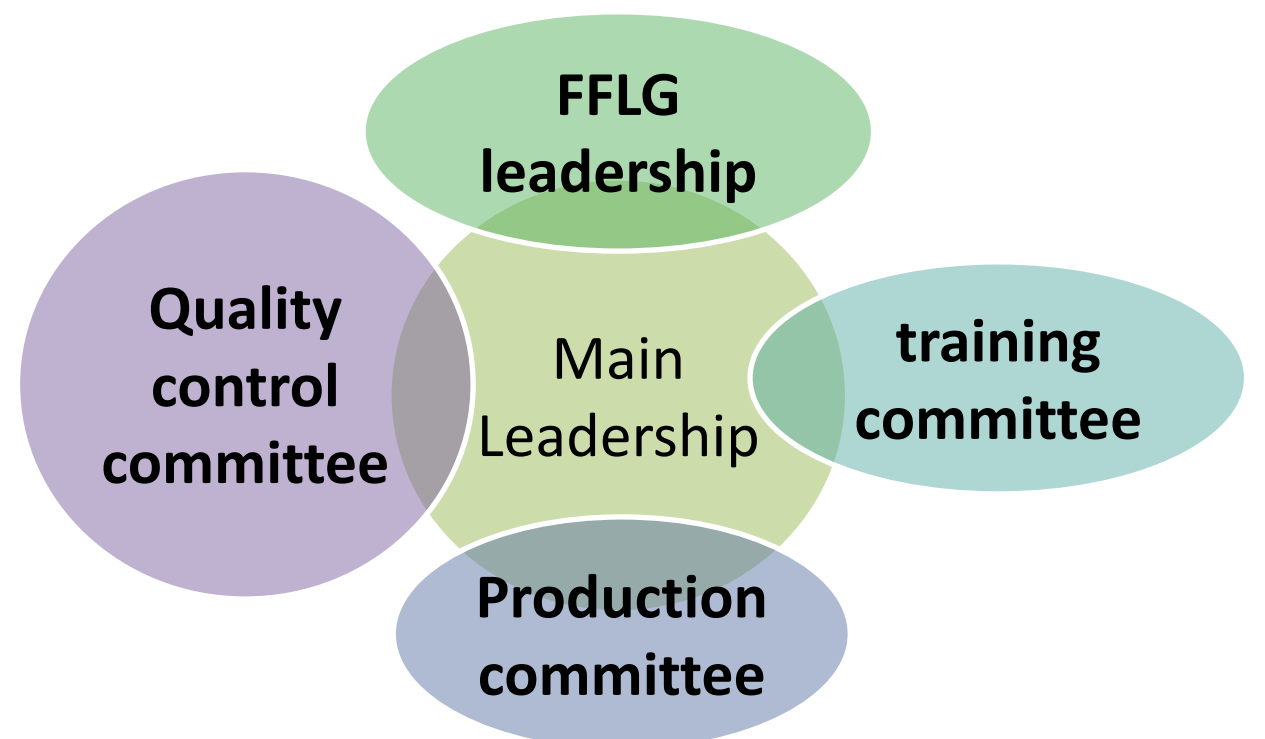 FFLG
leadership
Quality
control
committee
Main
Leadership
training
committee
Production
committee